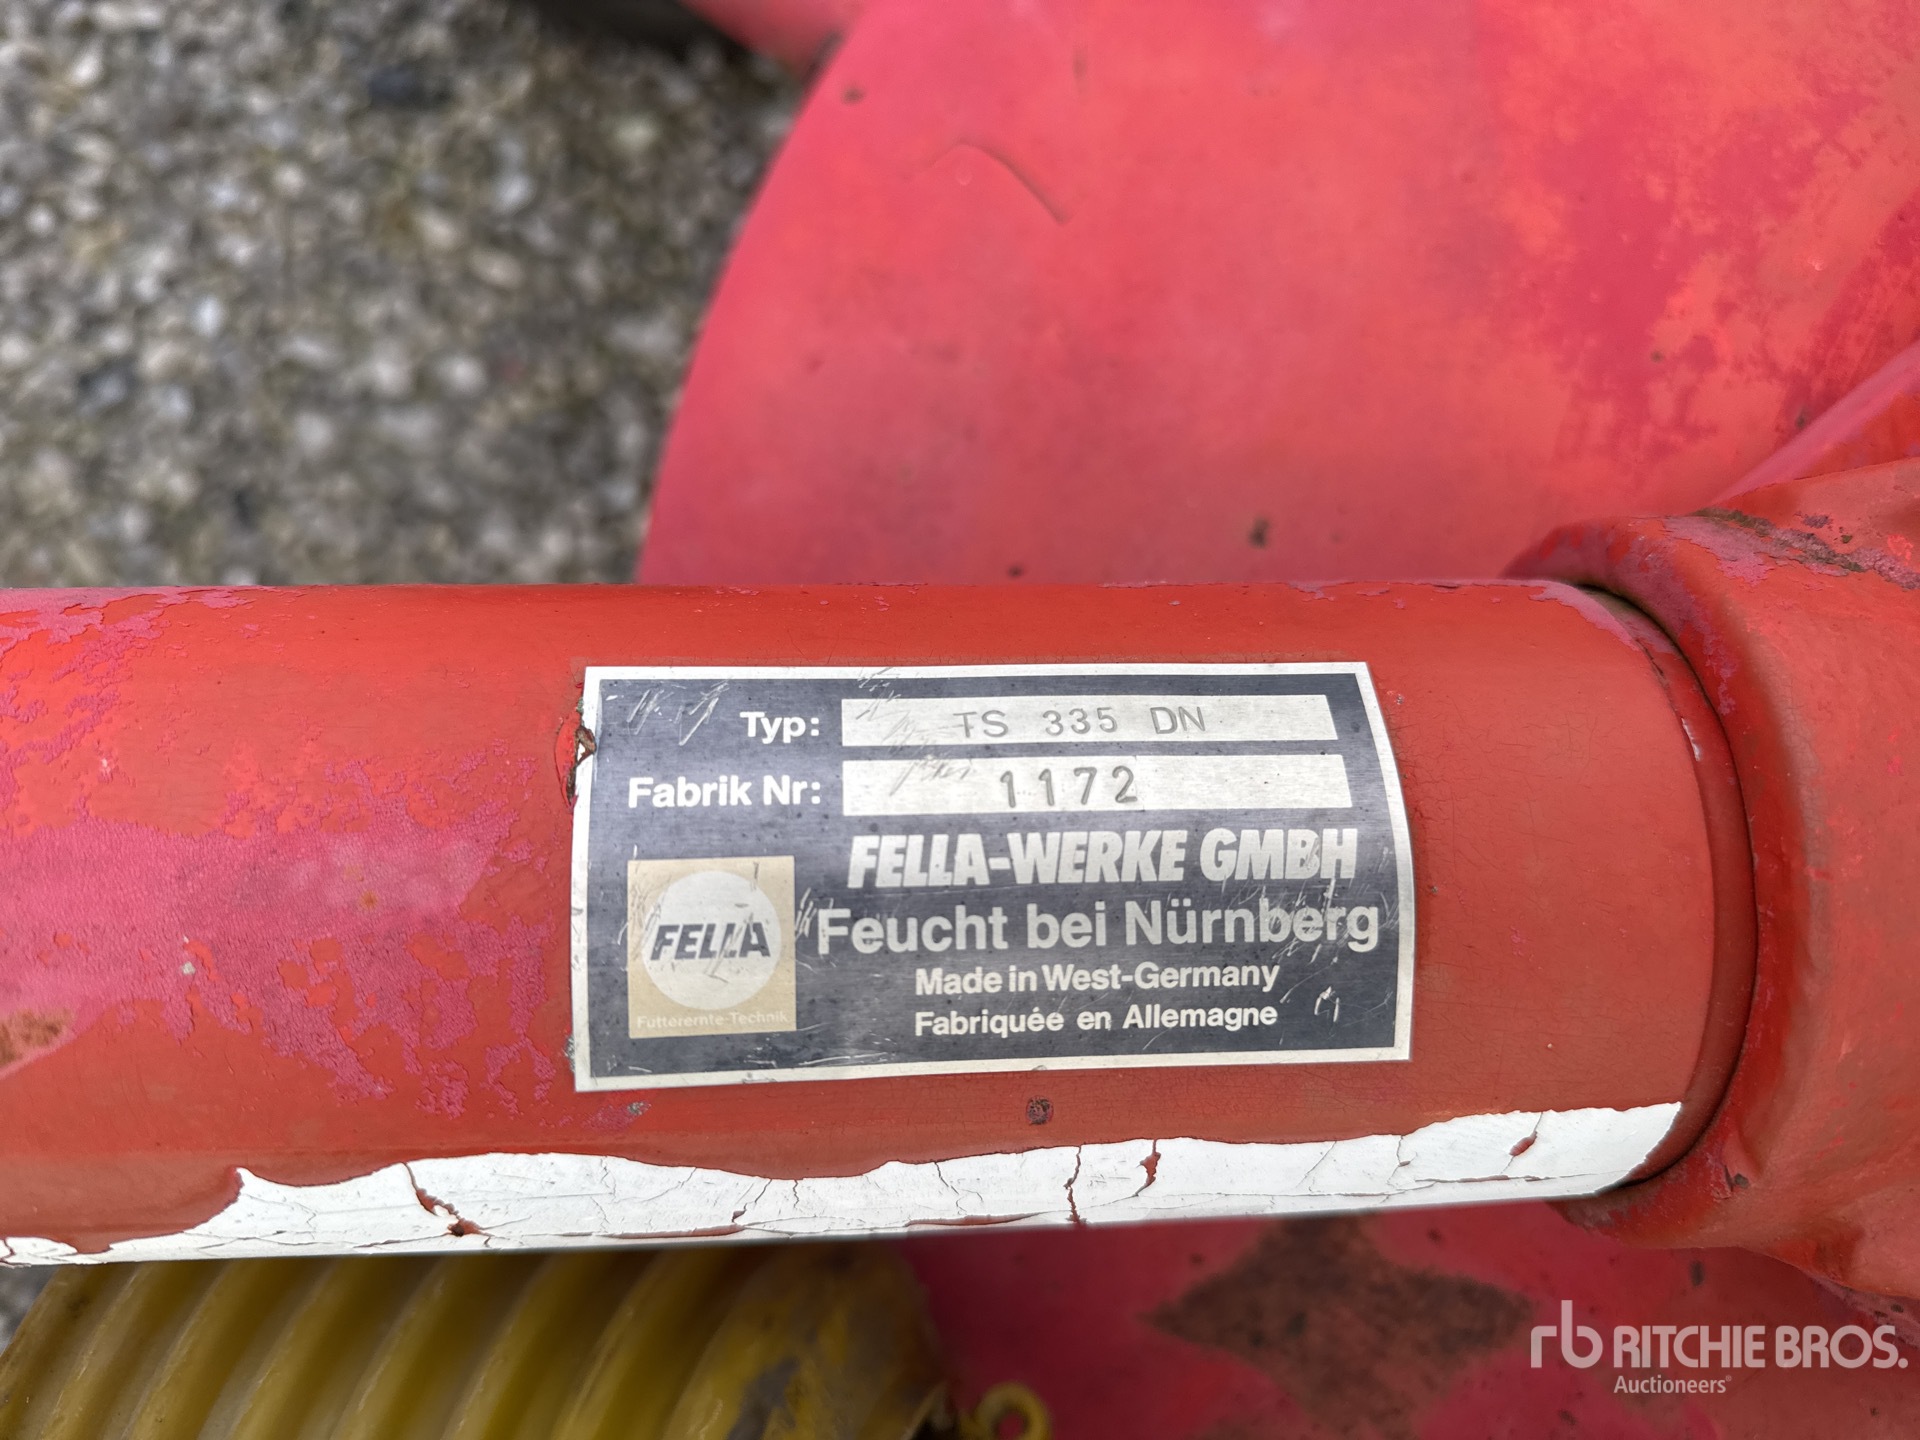 Typ: TS 335 DN
Fabrik Nr: 1172
FELLA-WERKE GMBH
Feucht bei Nürnberg
Made in West-Germany
Fabriquée en Allemagne
FELLA
Futterernte-Technik
rb RITCHIE BROS.
Auctioneers